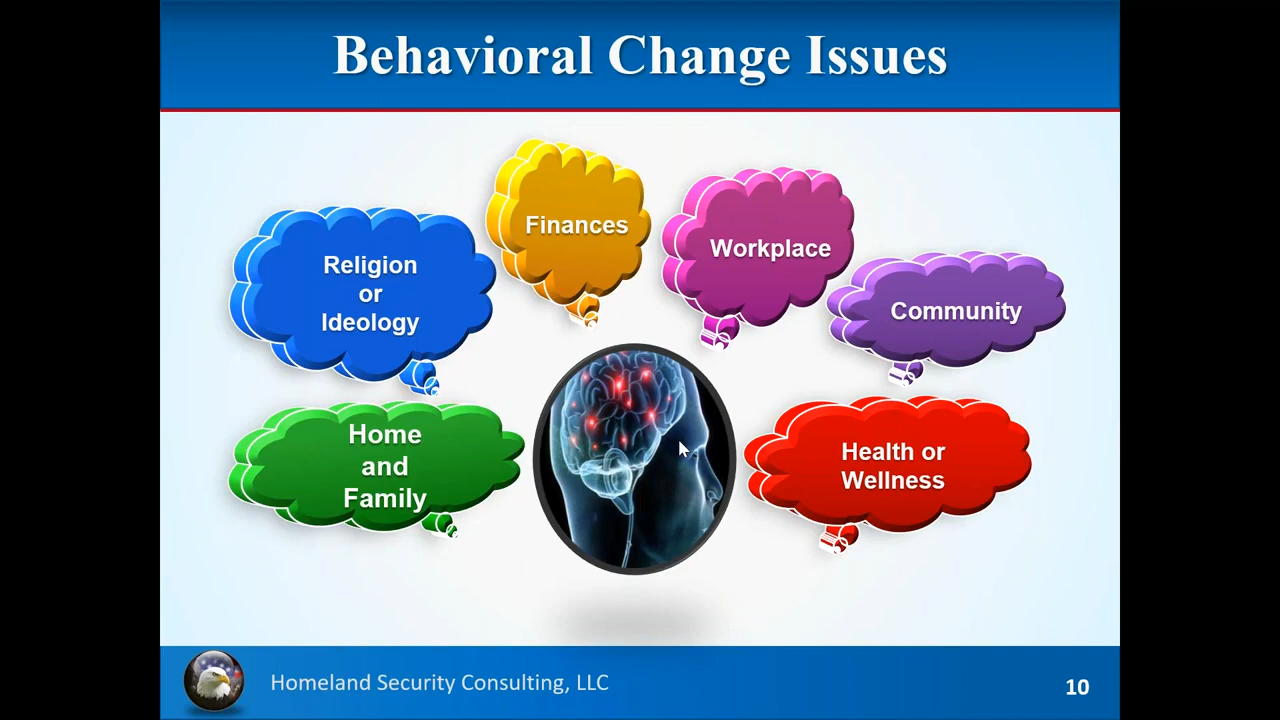 Behavioral Change Issues
Finances
Workplace
Religion
or
Ideology
Community
Home
and
Family
Health or
Wellness
Homeland Security Consulting, LLC
10